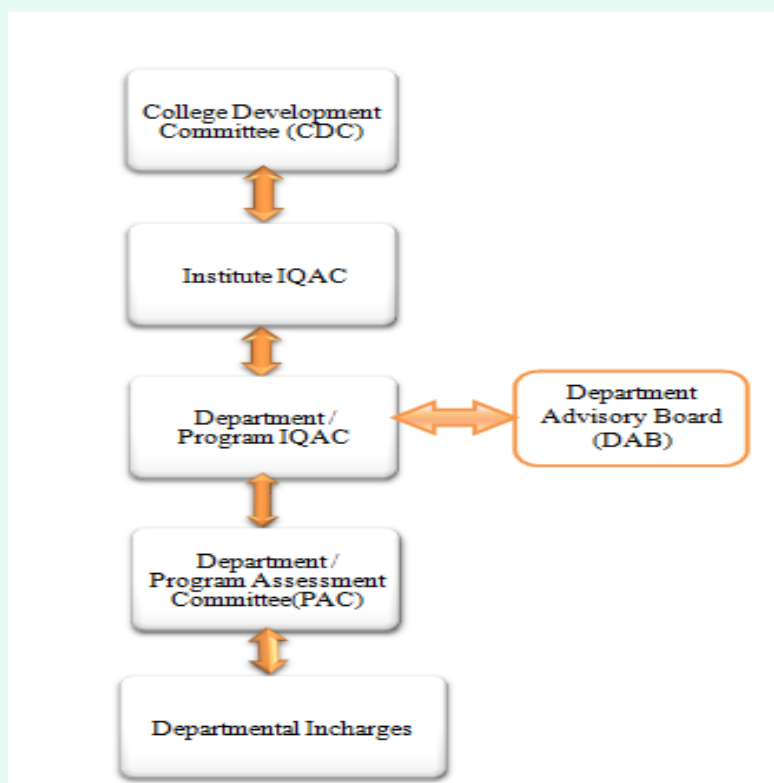 College Development
Committee (CDC)
Institute IQAC
Department /
Program IQAC
Department
Advisory Board
(DAB)
Department /
Program Assessment
Committee(PAC)
Departmental Incharges